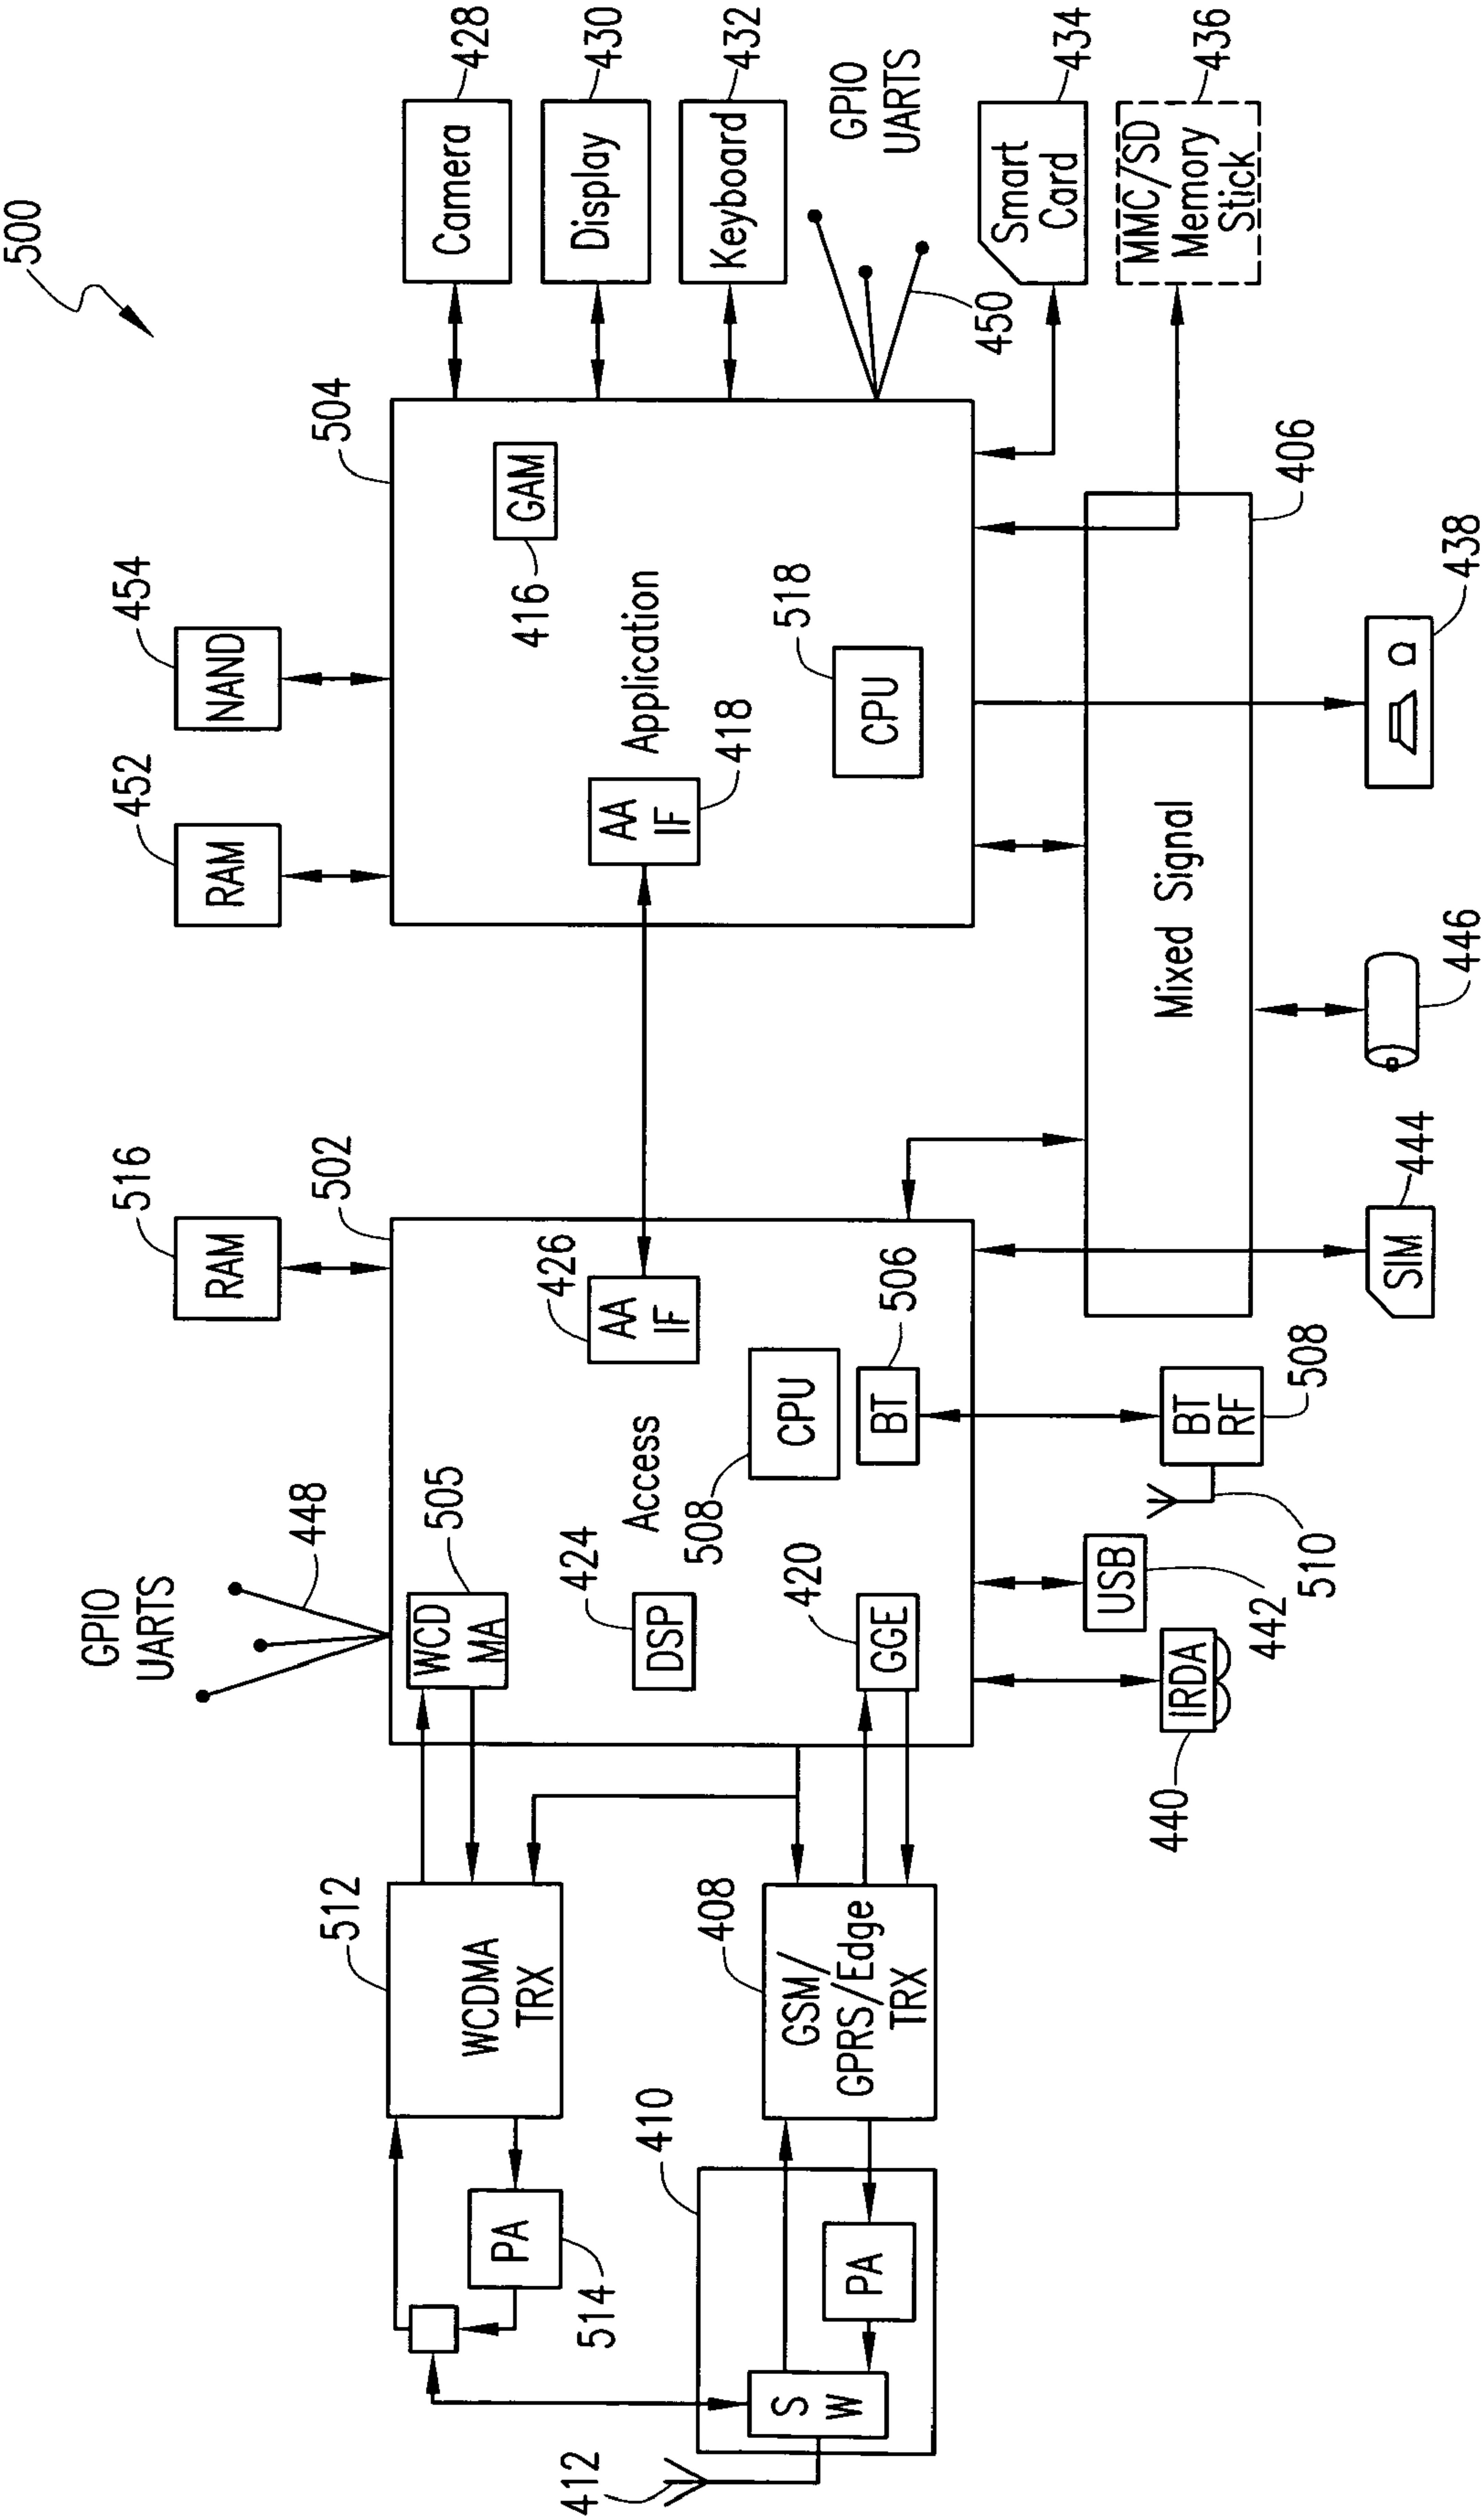 500
GPIO
UARTS
448
516
RAM
502
452
RAM
454
NAND
504
428
Camera
430
Display
432
Keyboard
GPIO
UARTS
450
434
Smart
Card
436
MMC/SD
Memory
Stick
512
WCDMA
TRX
PA
514
410
408
GSM/
GPRS/Edge
TRX
PA
S
W
412
WCD
MA
505
424
DSP
Access
508
CPU
420
GGE
426
AA
IF
506
BT
GAM
416
Application
AA
IF
418
518
CPU
440
IRDA
USB
442
BT
RF
508
510
Mixed Signal
406
SIM
444
446
438